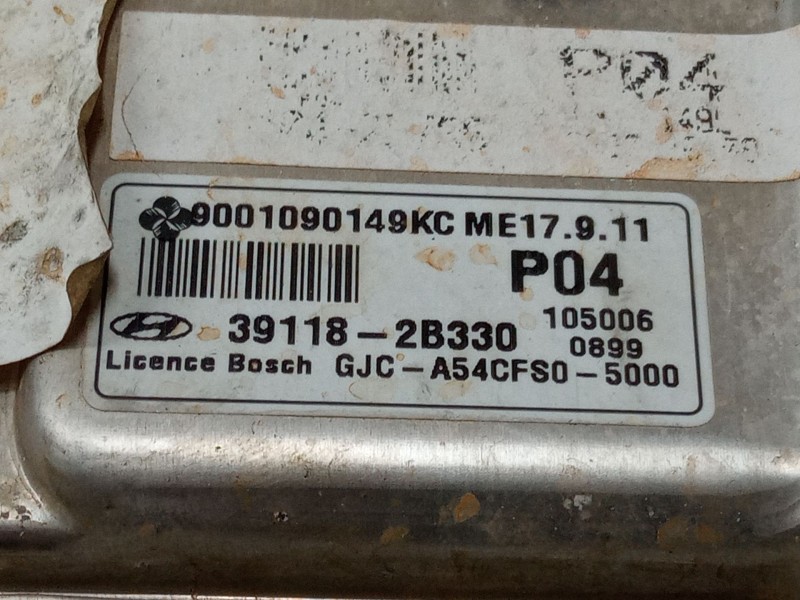 P04
9001090149KC ME17.9.11
P04
105006
39118-2B330
0899
Licence Bosch GJC-A54CFS0-5000